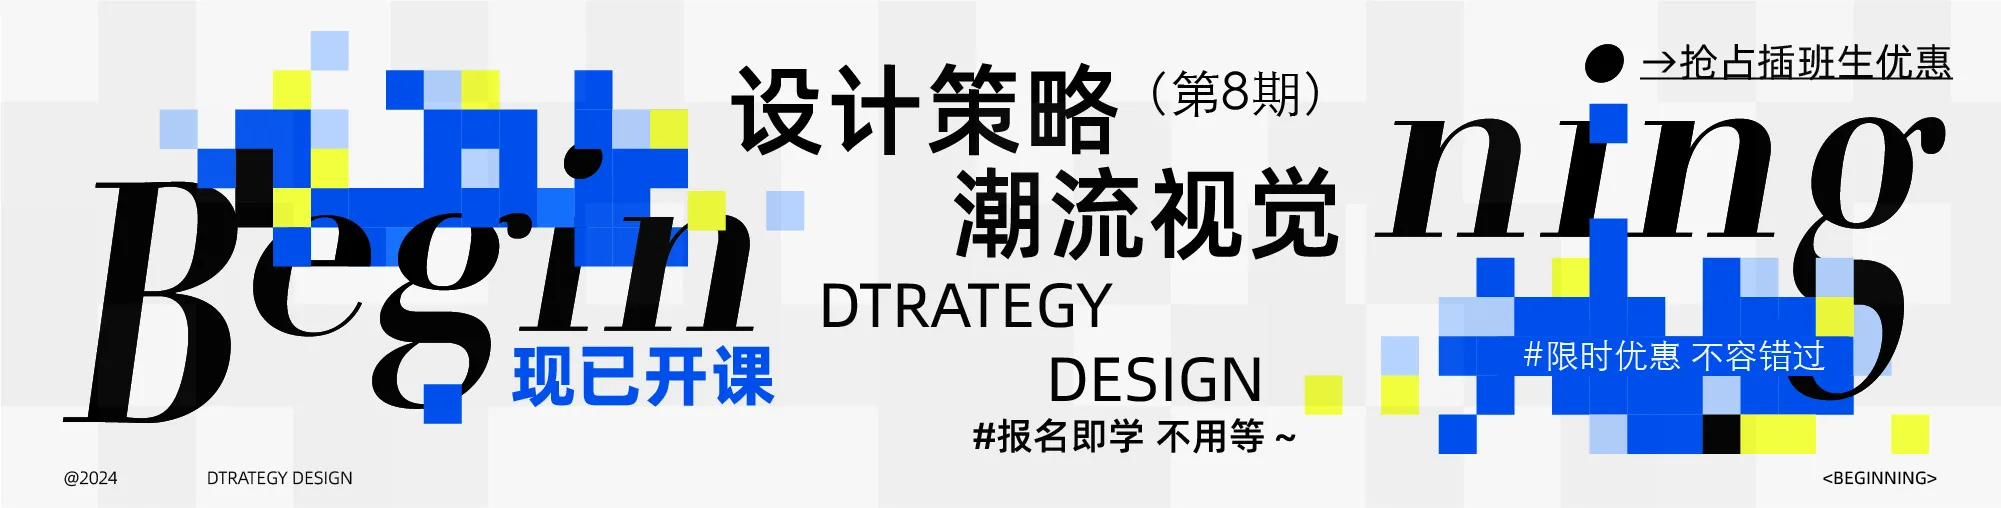 →抢占插班生优惠
设计策略（第8期）
潮流视觉
Begin
ning
DTRATEGY
DESIGN
现已开课
#限时优惠 不容错过
#报名即学 不用等~
@2024
DTRATEGY DESIGN
<BEGINNING>